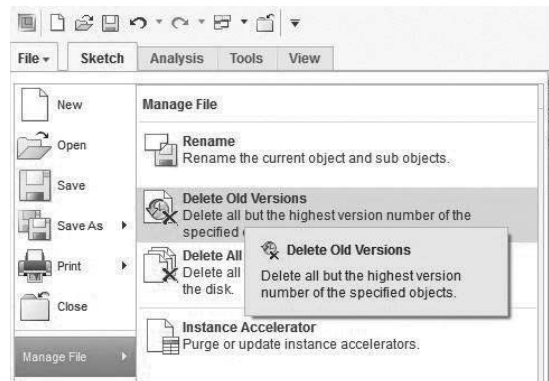 File Sketch Analysis Tools View
New
Open
Save
Save As
Print
Close
Manage File
Manage File
Rename
Rename the current object and sub objects.
Delete Old Versions
Delete all but the highest version number of the
specified
Delete All
Delete all
the disk.
Delete Old Versions
Delete all but the highest version
number of the specified objects.
Instance Accelerator
Purge or update instance accelerators.